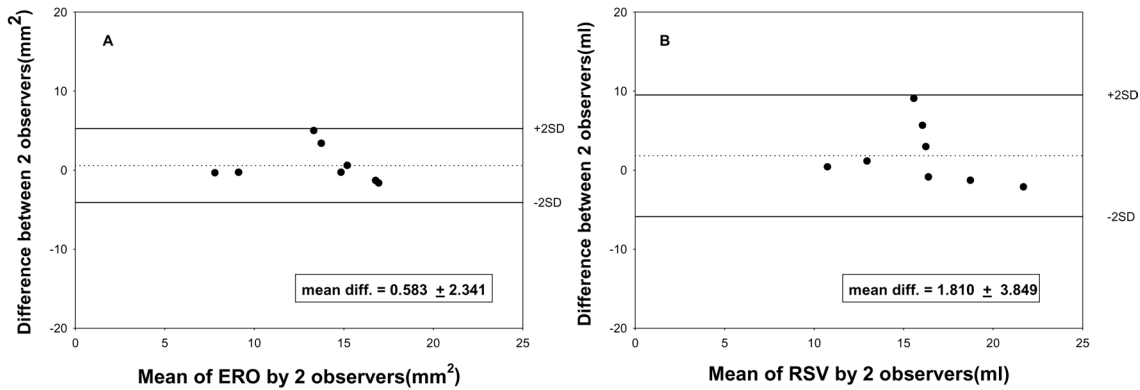 Difference between 2 observers(mm²)
20
10
0
-10
-20
A
+2SD
-2SD
mean diff. = 0.583 ± 2.341
0 5 10 15 20 25
Mean of ERO by 2 observers(mm²)
Difference between 2 observers(ml)
20
10
0
-10
-20
B
+2SD
-2SD
mean diff. = 1.810 ± 3.849
0 5 10 15 20 25
Mean of RSV by 2 observers(ml)